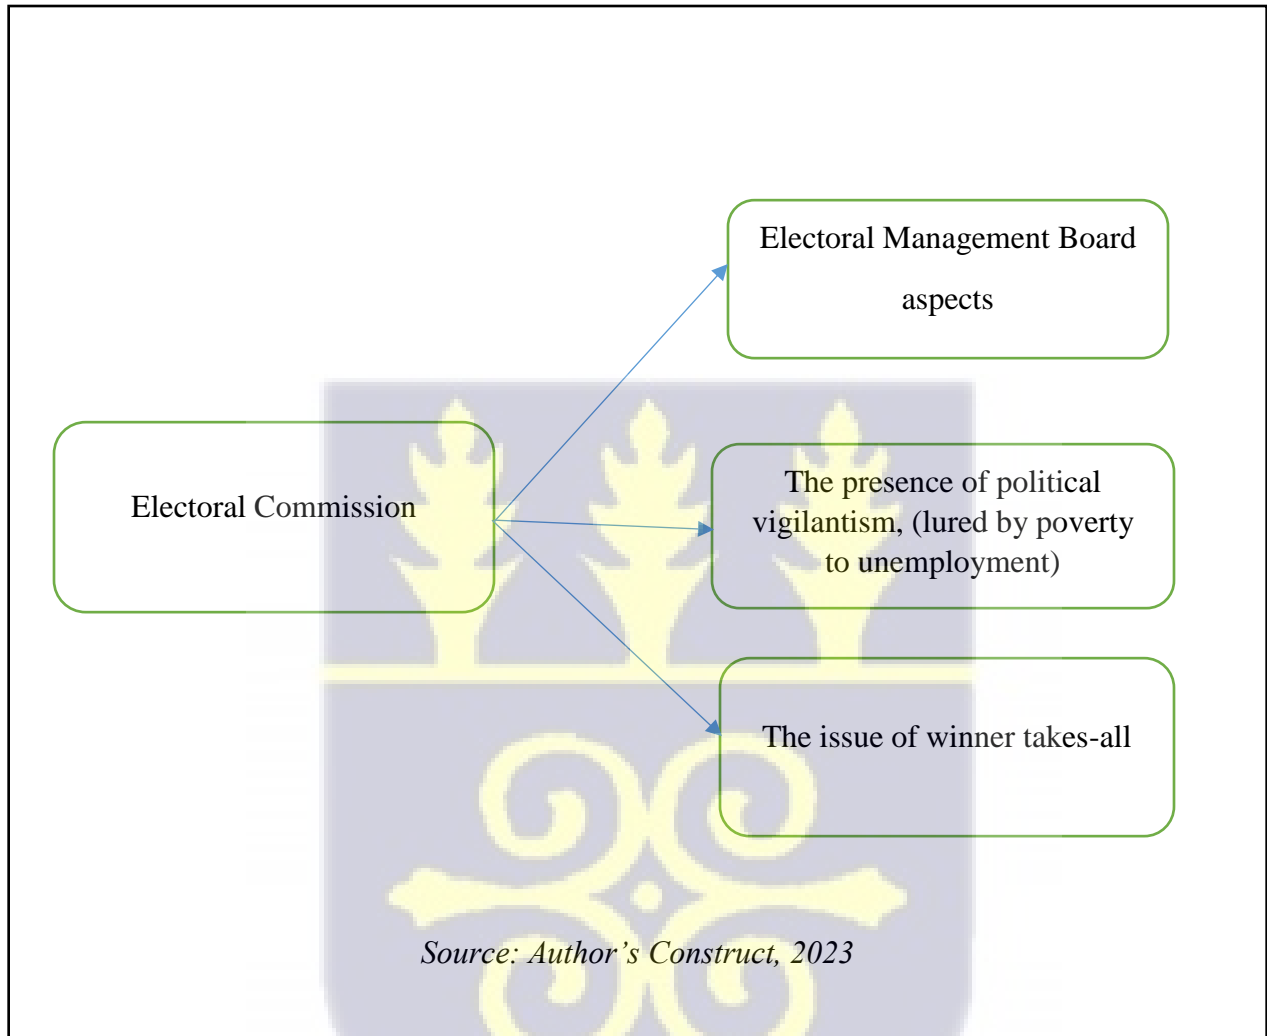 Electoral Management Board
aspects
Electoral Commission
The presence of political
vigilantism, (lured by poverty
to unemployment)
The issue of winner takes-all
Source: Author’s Construct, 2023